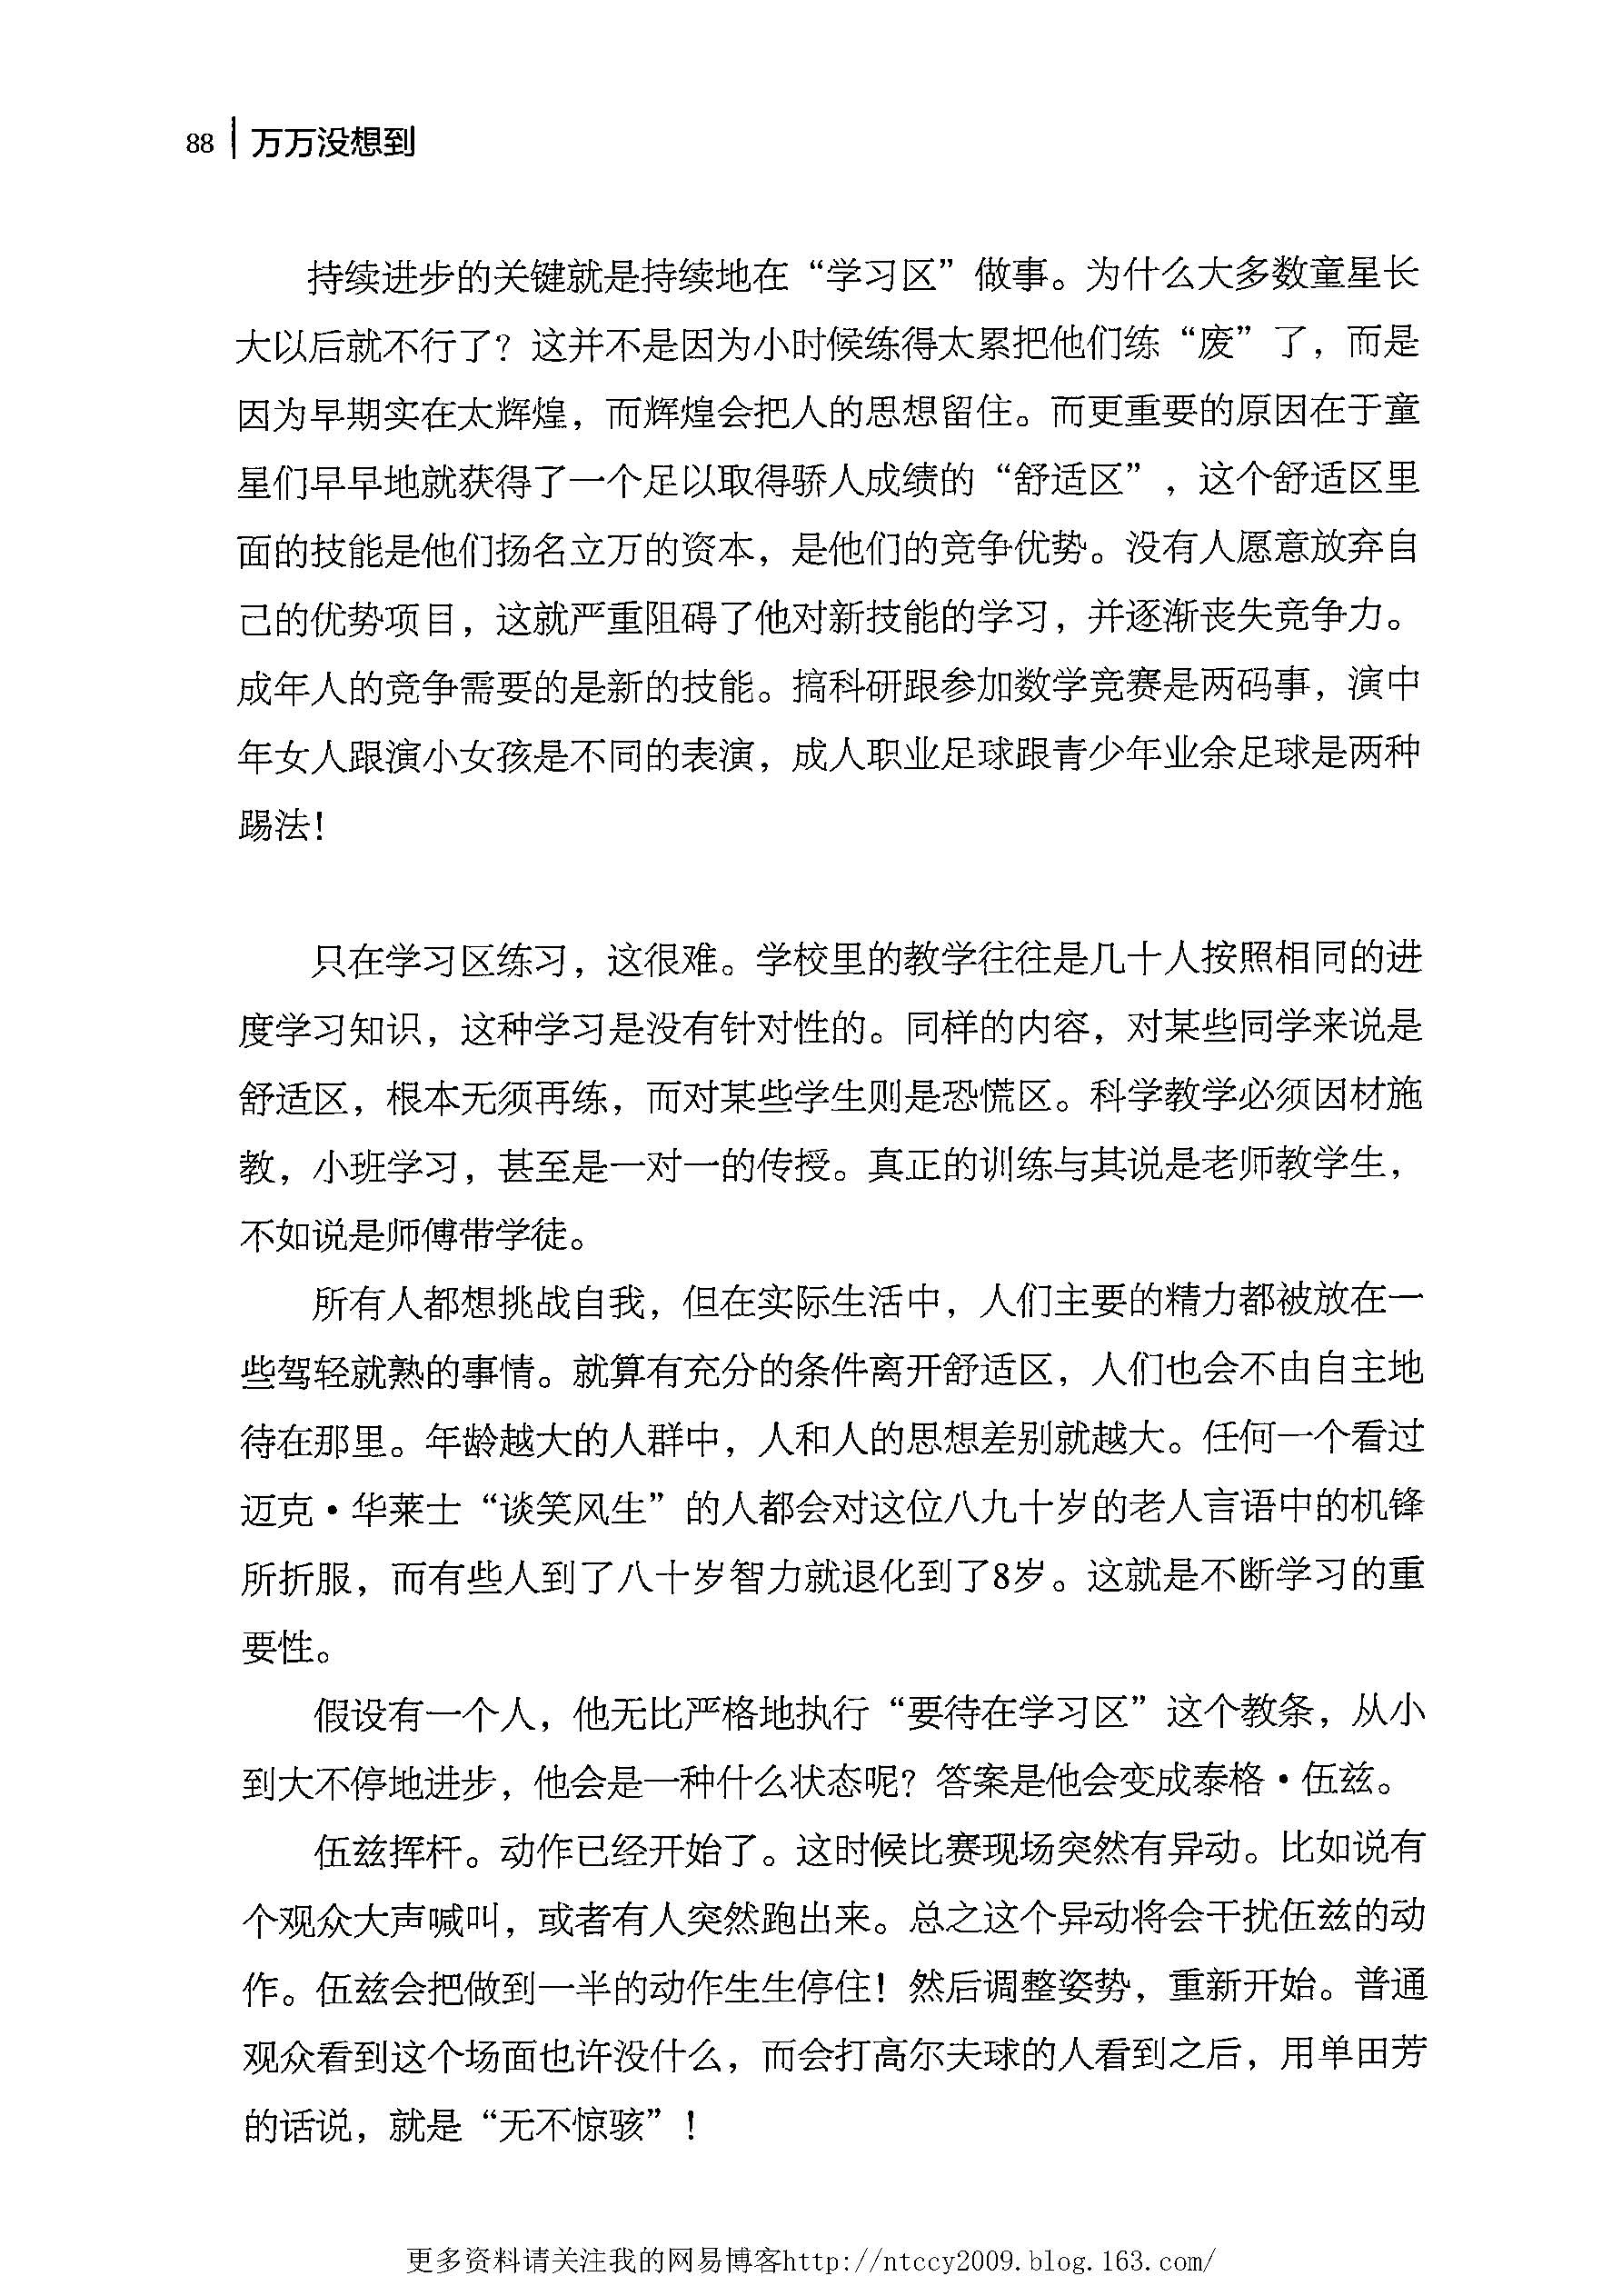 88 万万没想到
持续进步的关键就是持续地在“学习区”做事。为什么大多数童星长
大以后就不行了？这并不是因为小时候练得太累把他们练“废”了，而是
因为早期实在太辉煌，而辉煌会把人的思想留住。而更重要的原因在于童
星们早早地就获得了一个足以取得骄人成绩的“舒适区”，这个舒适区里
面的技能是他们扬名立万的资本，是他们的竞争优势。没有人愿意放弃自
己的优势项目，这就严重阻碍了他对新技能的学习，并逐渐丧失竞争力。
成年人的竞争需要的是新的技能。搞科研跟参加数学竞赛是两码事，演中
年女人跟演小女孩是不同的表演，成人职业足球跟青少年业余足球是两种
踢法！
只在学习区练习，这很难。学校里的教学往往是几十人按照相同的进
度学习知识，这种学习是没有针对性的。同样的内容，对某些同学来说是
舒适区，根本无须再练，而对某些学生则是恐慌区。科学教学必须因材施
教，小班学习，甚至是一对一的传授。真正的训练与其说是老师教学生，
不如说是师傅带学徒。
所有人都想挑战自我，但在实际生活中，人们主要的精力都被放在一
些驾轻就熟的事情。就算有充分的条件离开舒适区，人们也会不由自主地
待在那里。年龄越大的人群中，人和人的思想差别就越大。任何一个看过
迈克·华莱士“谈笑风生”的人都会对这位八九十岁的老人言语中的机锋
所折服，而有些人到了八十岁智力就退化到了8岁。这就是不断学习的重
要性。
假设有一个人，他无比严格地执行“要待在学习区”这个教条，从小
到大不停地进步，他会是一种什么状态呢？答案是他会变成泰格·伍兹。
伍兹挥杆。动作已经开始了。这时候比赛现场突然有异动。比如说有
个观众大声喊叫，或者有人突然跑出来。总之这个异动将会干扰伍兹的动
作。伍兹会把做到一半的动作生生停住！然后调整姿势，重新开始。普通
观众看到这个场面也许没什么，而会打高尔夫球的人看到之后，用单田芳
的话说，就是“无不惊骇”！
更多资料请关注我的网易博客http://ntccy2009.blog.163.com/